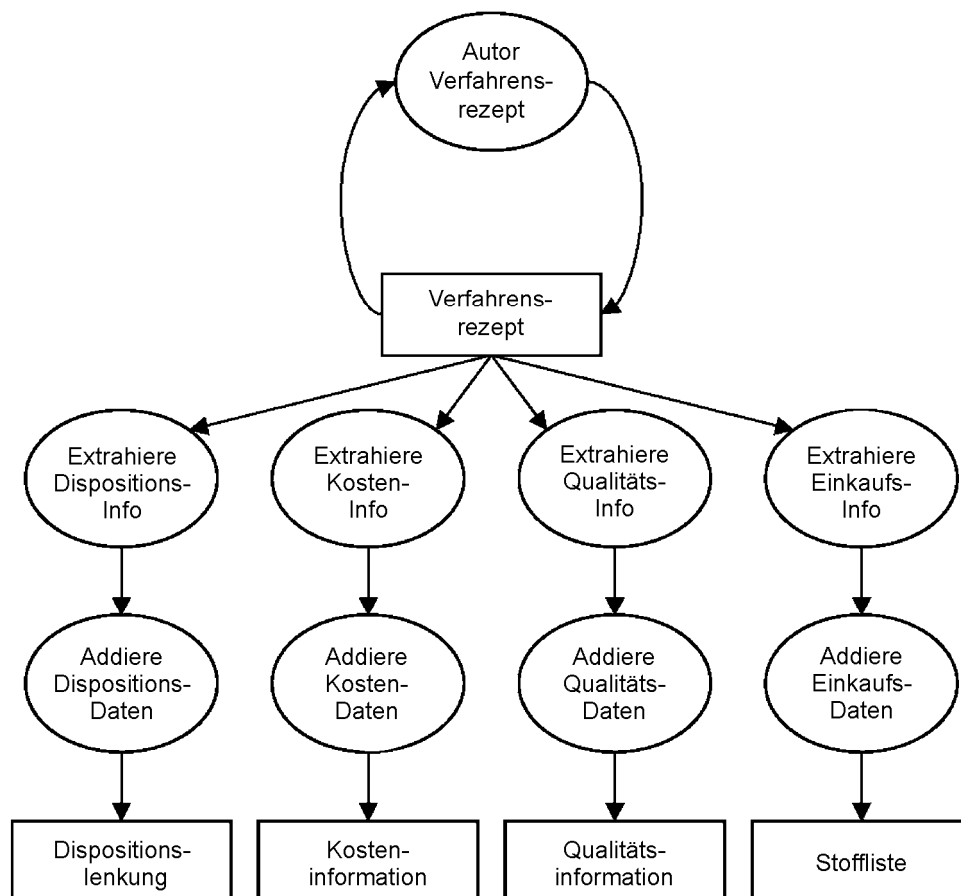 Autor
Verfahrens-
rezept
Verfahrens-
rezept
Extrahiere
Dispositions-
Info
Extrahiere
Kosten-
Info
Extrahiere
Qualitäts-
Info
Extrahiere
Einkaufs-
Info
Addiere
Dispositions-
Daten
Addiere
Kosten-
Daten
Addiere
Qualitäts-
Daten
Addiere
Einkaufs-
Daten
Dispositions-
lenkung
Kosten-
information
Qualitäts-
information
Stoffliste